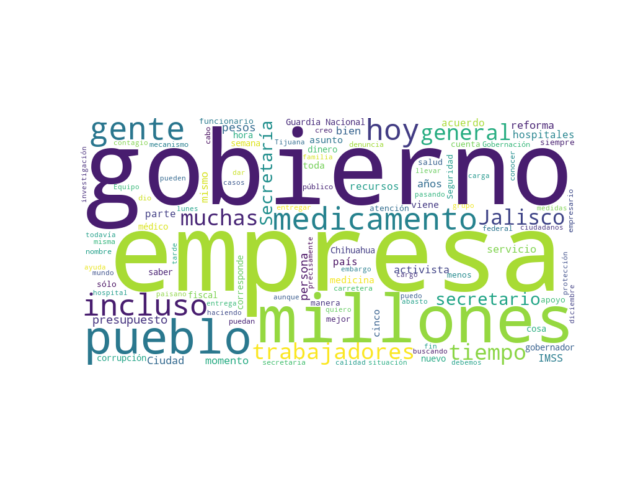 funcionario Guardia Nacional acuerdo
gente cabo pesos hora creo bien hoy general reforma
contagio mecanismo semana Tijuana asunto denuncia cuenta Gobernación hospitales siempre
gobierno
investigación pueden casos dar dinero familia toda salud llevar pasando Seguridad carga conocer empresario
Equipo dio mismo Secretaría público recursos años grupo medidas
parte muchas entregar medicamento atención viene Jalisco
todavía médico federal ciudadanos
misma tarde empresa servicio
nombre Chihuahua
ayuda mundo saber corresponde persona precisamente país embargo activista menos protección
sólo paisano fiscal medicina cargo
hospital incluso entrega aunque manera carretera puedo abasto secretario apoyo diciembre
presupuesto haciendo puedan quiero millones cosa
pueblo mejor cinco
lunes trabajadores fin tiempo gobernador
corrupción Ciudad momento secretaria calidad situación buscando nuevo debemos IMSS